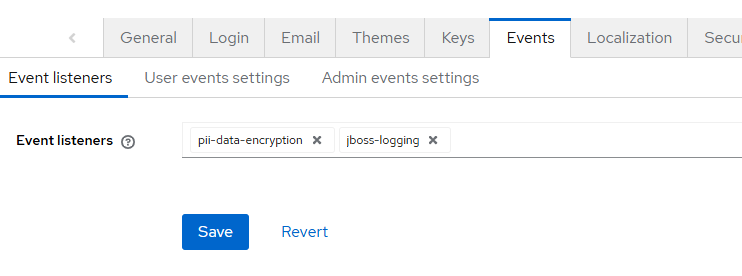 General Login Email Themes Keys Events Localization Secu
Event listeners User events settings Admin events settings
Event listeners pii-data-encryption jboss-logging
Save Revert